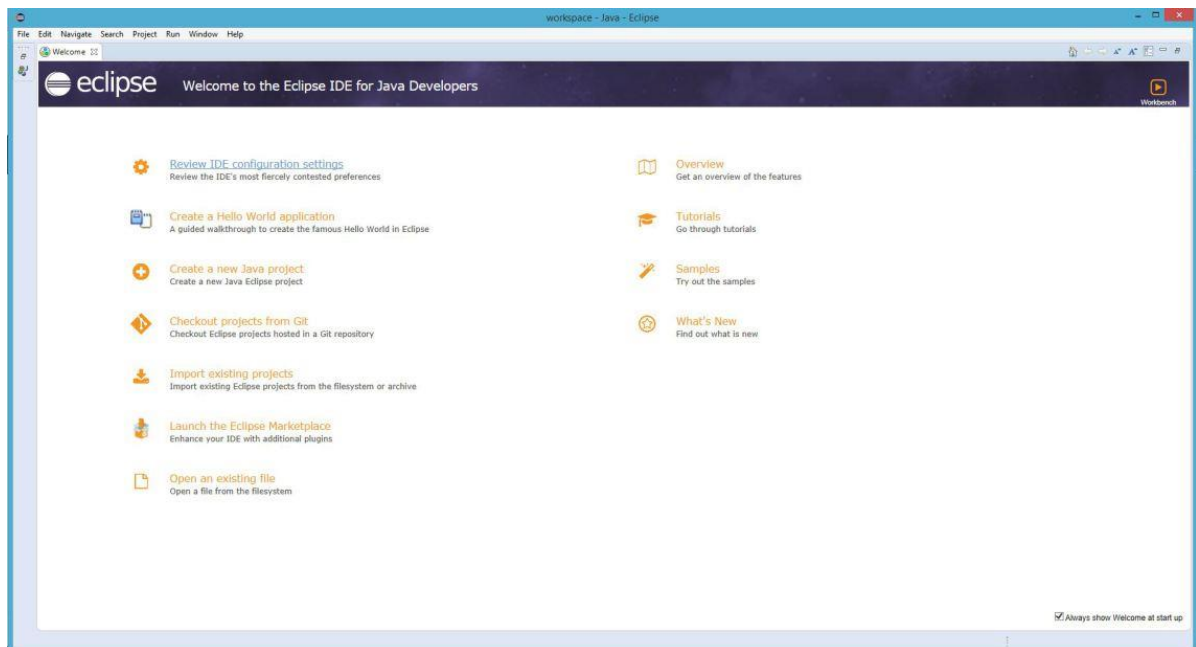 workspace - Java - Eclipse
File Edit Navigate Search Project Run Window Help
Welcome
eclipse Welcome to the Eclipse IDE for Java Developers
Workbench
Review IDE configuration settings
Review the IDE's most fiercely contested preferences
Create a Hello World application
A guided walkthrough to create the famous Hello World in Eclipse
Create a new Java project
Create a new Java Eclipse project
Checkout projects from Git
Checkout Eclipse projects hosted in a Git repository
Import existing projects
Import existing Eclipse projects from the filesystem or archive
Launch the Eclipse Marketplace
Enhance your IDE with additional plugins
Open an existing file
Open a file from the filesystem
Overview
Get an overview of the features
Tutorials
Go through tutorials
Samples
Try out the samples
What's New
Find out what is new
Always show Welcome at start up